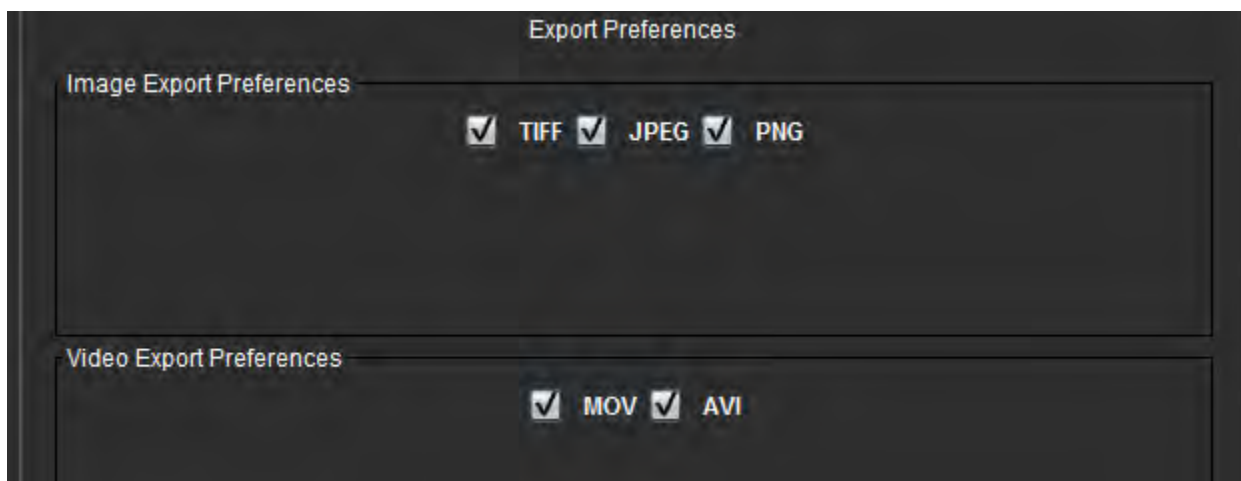 Export Preferences
Image Export Preferences
TIFF JPEG PNG
Video Export Preferences
MOV AVI